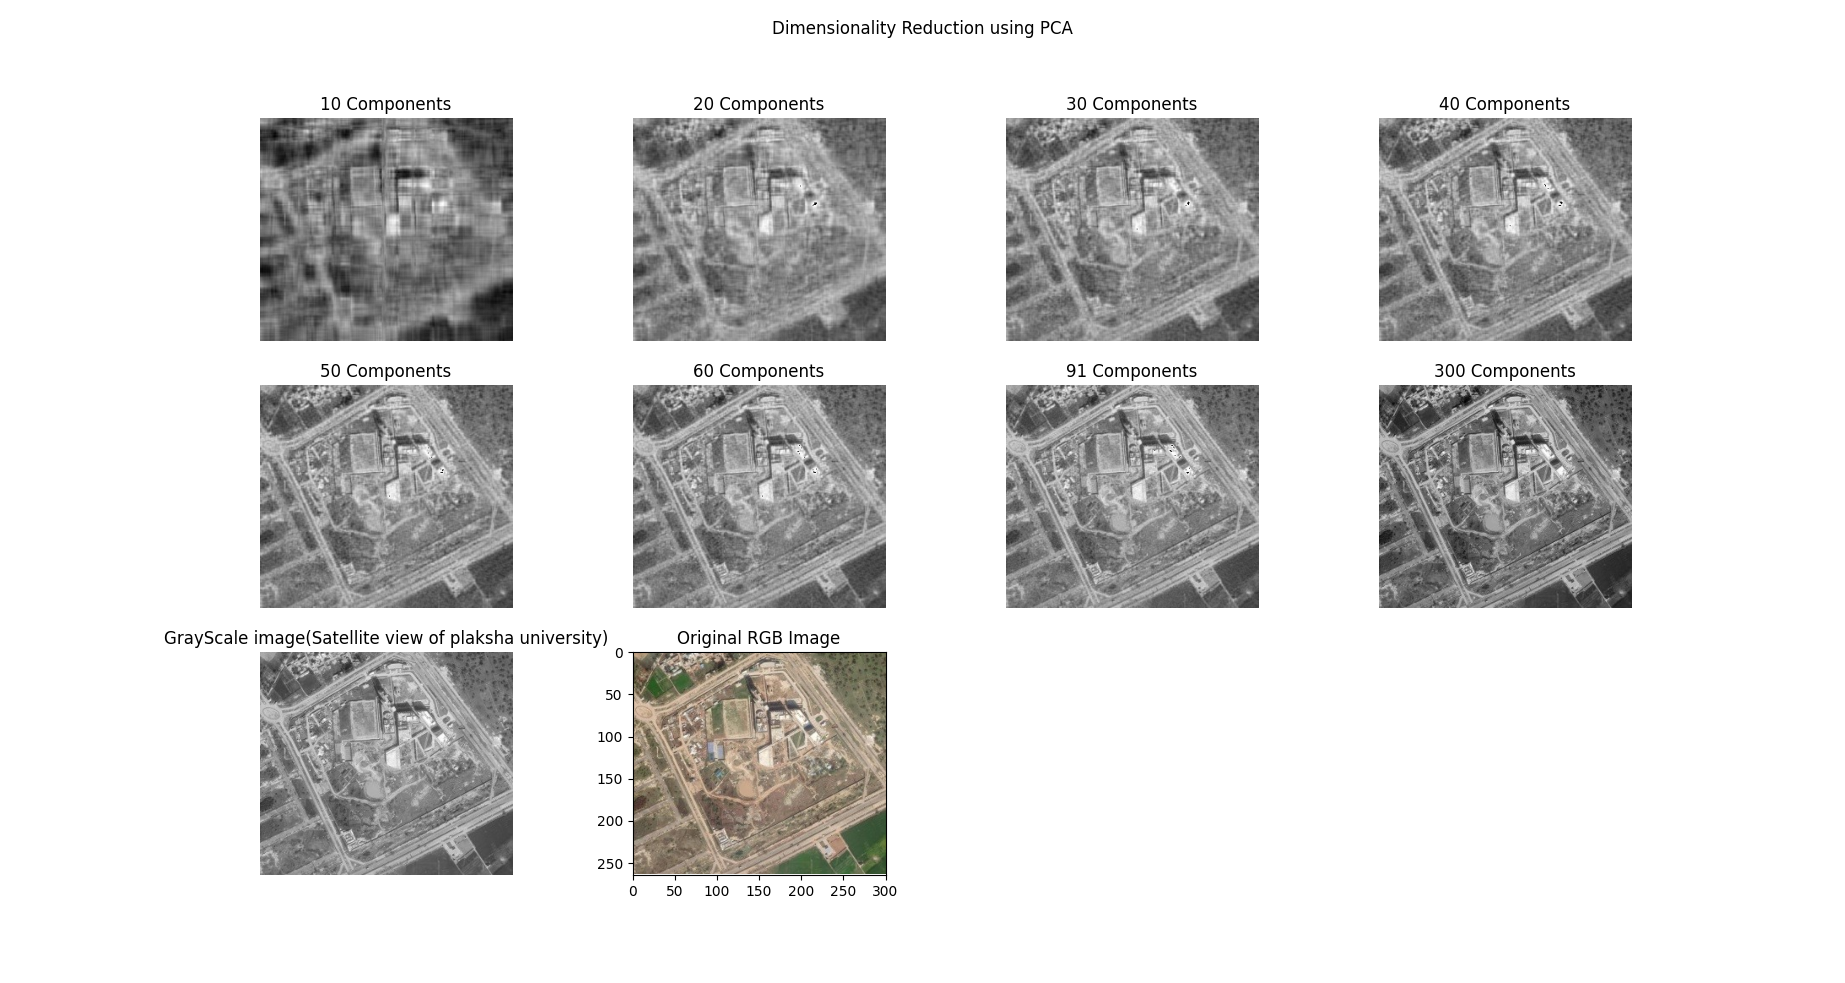 Dimensionality Reduction using PCA
10 Components
20 Components
30 Components
40 Components
50 Components
60 Components
91 Components
300 Components
GrayScale image(Satellite view of plaksha university)
Original RGB Image
0
50
100
150
200
250
0 50 100 150 200 250 300